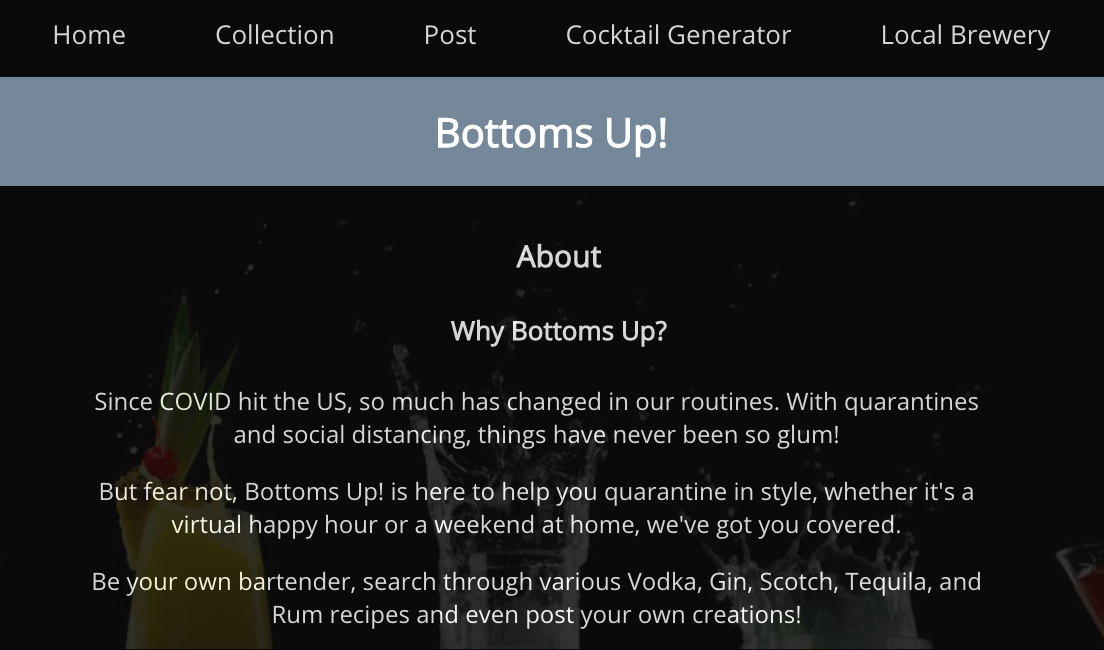 Home Collection Post Cocktail Generator Local Brewery
Bottoms Up!
About
Why Bottoms Up?
Since COVID hit the US, so much has changed in our routines. With quarantines
and social distancing, things have never been so glum!
But fear not, Bottoms Up! is here to help you quarantine in style, whether it's a
virtual happy hour or a weekend at home, we've got you covered.
Be your own bartender, search through various Vodka, Gin, Scotch, Tequila, and
Rum recipes and even post your own creations!